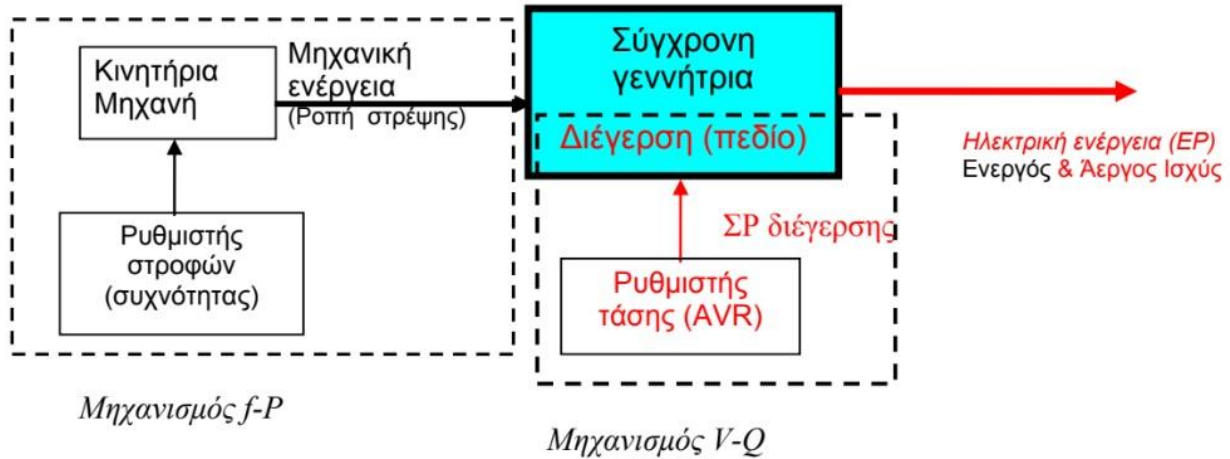 Κινητήρια
Μηχανή
Μηχανική
ενέργεια
(Ροπή στρέψης)
Σύγχρονη
γεννήτρια
Διέγερση (πεδίο)
Ηλεκτρική ενέργεια (ΕΡ)
Ενεργός & Άεργος Ισχύς
Ρυθμιστής
στροφών
(συχνότητας)
ΣΡ διέγερσης
Ρυθμιστής
τάσης (AVR)
Μηχανισμός f-P
Μηχανισμός V-Q